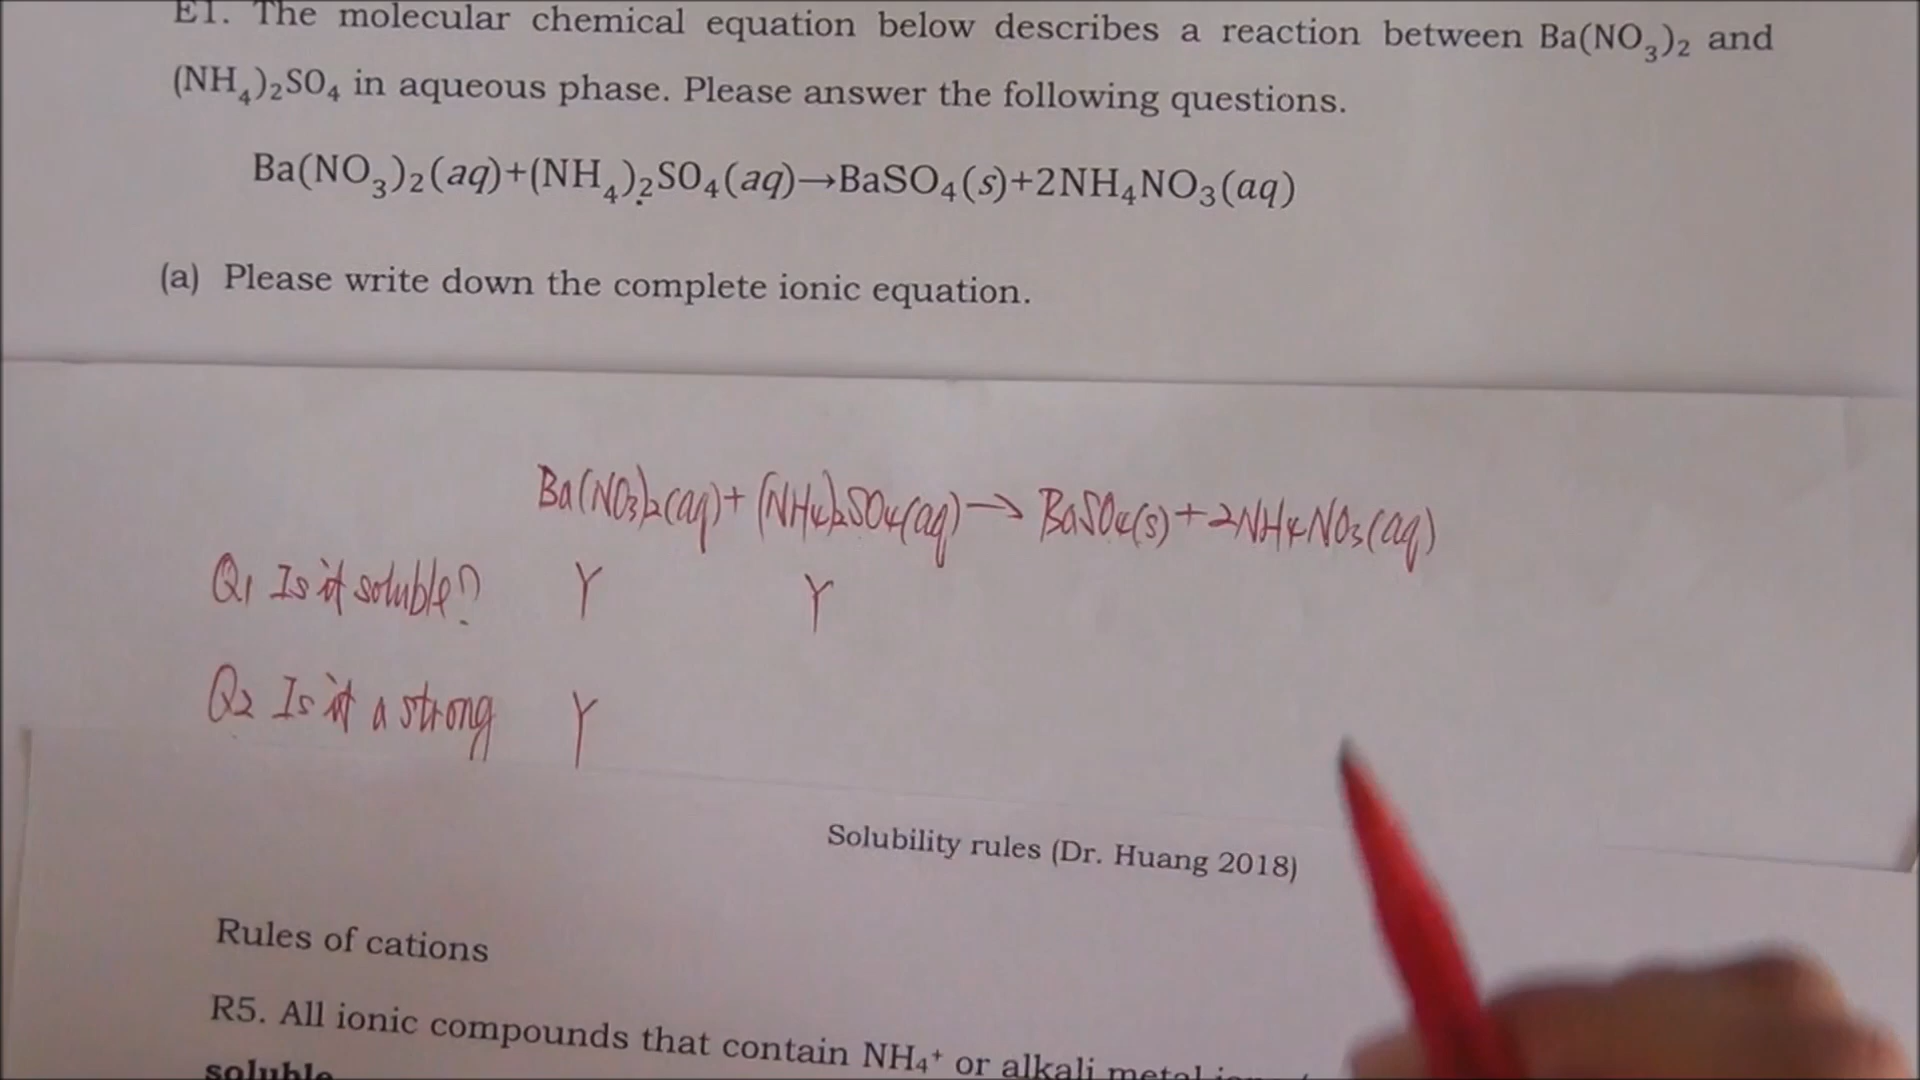 E1. The molecular chemical equation below describes a reaction between Ba(NO₃)₂ and
(NH₄)₂SO₄ in aqueous phase. Please answer the following questions.
Ba(NO₃)₂(aq)+(NH₄)₂SO₄(aq)→BaSO₄(s)+2NH₄NO₃(aq)
(a) Please write down the complete ionic equation.
Ba(NO₃)₂(aq)+ (NH₄)₂SO₄(aq)→ BaSO₄(s)+2NH₄NO₃(aq)
Q1 Is it soluble? Y Y
Q2 Is it a strong Y
Solubility rules (Dr. Huang 2018)
Rules of cations
R5. All ionic compounds that contain NH₄⁺ or alkali metal
soluble